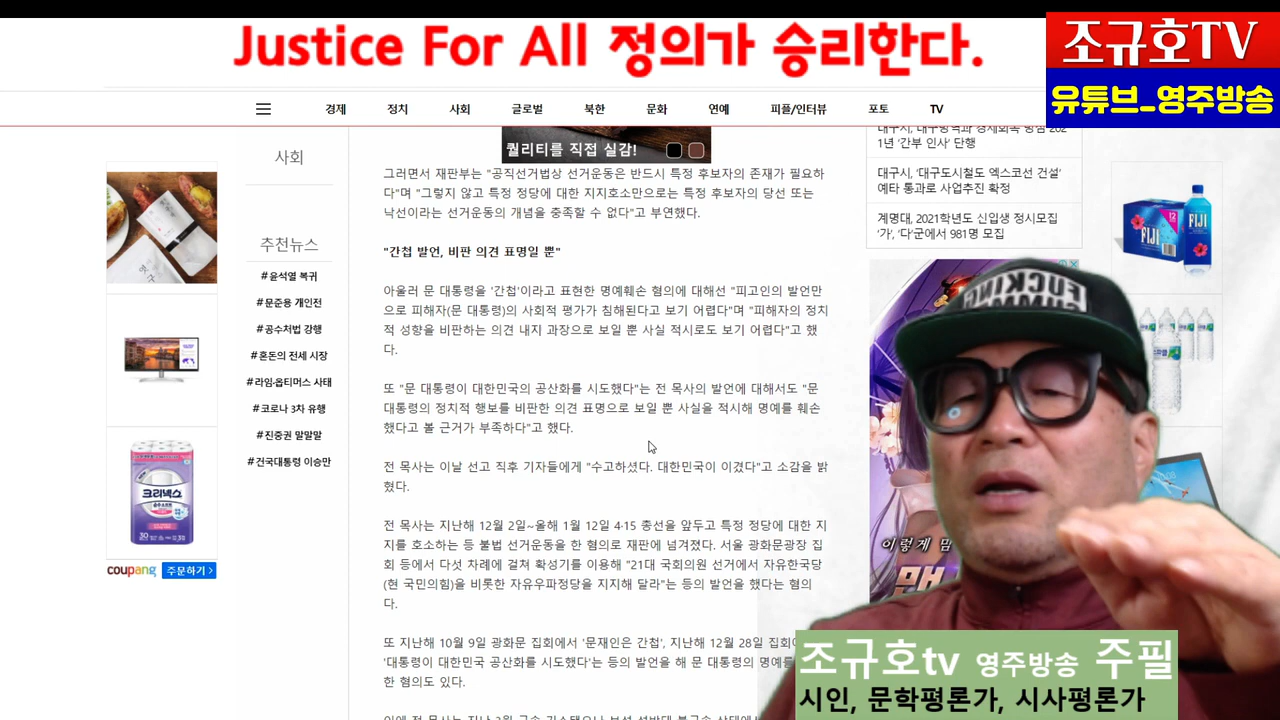 Justice For All 정의가 승리한다.
조규호TV
유튜브_영주방송
경제 정치 사회 글로벌 북한 문화 연예 피플/인터뷰 포토 TV
사회
추천뉴스
#윤석열 복귀
#문준용 개인전
#공수처법 강행
#혼돈의 전세 시장
#라임·옵티머스 사태
#코로나 3차 유행
#진중권 말말말
#건국대통령 이승만
크리넥스
coupang 주문하기 >
퀄리티를 직접 실감!
그러면서 재판부는 "공직선거법상 선거운동은 반드시 특정 후보자의 존재가 필요하
다"며 "그렇지 않고 특정 정당에 대한 지지호소만으로는 특정 후보자의 당선 또는
낙선이라는 선거운동의 개념을 충족할 수 없다"고 부연했다.
"간첩 발언, 비판 의견 표명일 뿐"
아울러 문 대통령을 '간첩'이라고 표현한 명예훼손 혐의에 대해선 "피고인의 발언만
으로 피해자(문 대통령)의 사회적 평가가 침해된다고 보기 어렵다"며 "피해자의 정치
적 성향을 비판하는 의견 내지 과장으로 보일 뿐 사실 적시로도 보기 어렵다"고 했
다.
또 "문 대통령이 대한민국의 공산화를 시도했다"는 전 목사의 발언에 대해서도 "문
대통령의 정치적 행보를 비판한 의견 표명으로 보일 뿐 사실을 적시해 명예를 훼손
했다고 볼 근거가 부족하다"고 했다.
전 목사는 이날 선고 직후 기자들에게 "수고하셨다. 대한민국이 이겼다"고 소감을 밝
혔다.
전 목사는 지난해 12월 2일~올해 1월 12일 4·15 총선을 앞두고 특정 정당에 대한 지
지를 호소하는 등 불법 선거운동을 한 혐의로 재판에 넘겨졌다. 서울 광화문광장 집
회 등에서 다섯 차례에 걸쳐 확성기를 이용해 "21대 국회의원 선거에서 자유한국당
(현 국민의힘)을 비롯한 자유우파정당을 지지해 달라"는 등의 발언을 했다는 혐의
다.
또 지난해 10월 9일 광화문 집회에서 '문재인은 간첩', 지난해 12월 28일 집회
'대통령이 대한민국 공산화를 시도했다'는 등의 발언을 해 문 대통령의 명예를
한 혐의도 있다.
대구시, 대구방역과 경제회복 방점
1년 '간부 인사' 단행
대구시, '대구도시철도 엑스코선 건설'
예타 통과로 사업추진 확정
계명대, 2021학년도 신입생 정시모집
'가', '다'군에서 981명 모집
FIJI
이렇게 맘
맨
조규호tv 영주방송 주필
시인, 문학평론가, 시사평론가